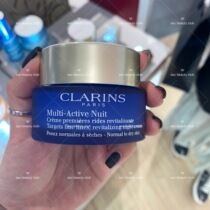 CLARINS
PARIS
Multi-Active Nuit
Crème premières rides revitalisante
Targets fine lines, revitalizing night cream
Peaux normales à sèches - Normal to dry skin